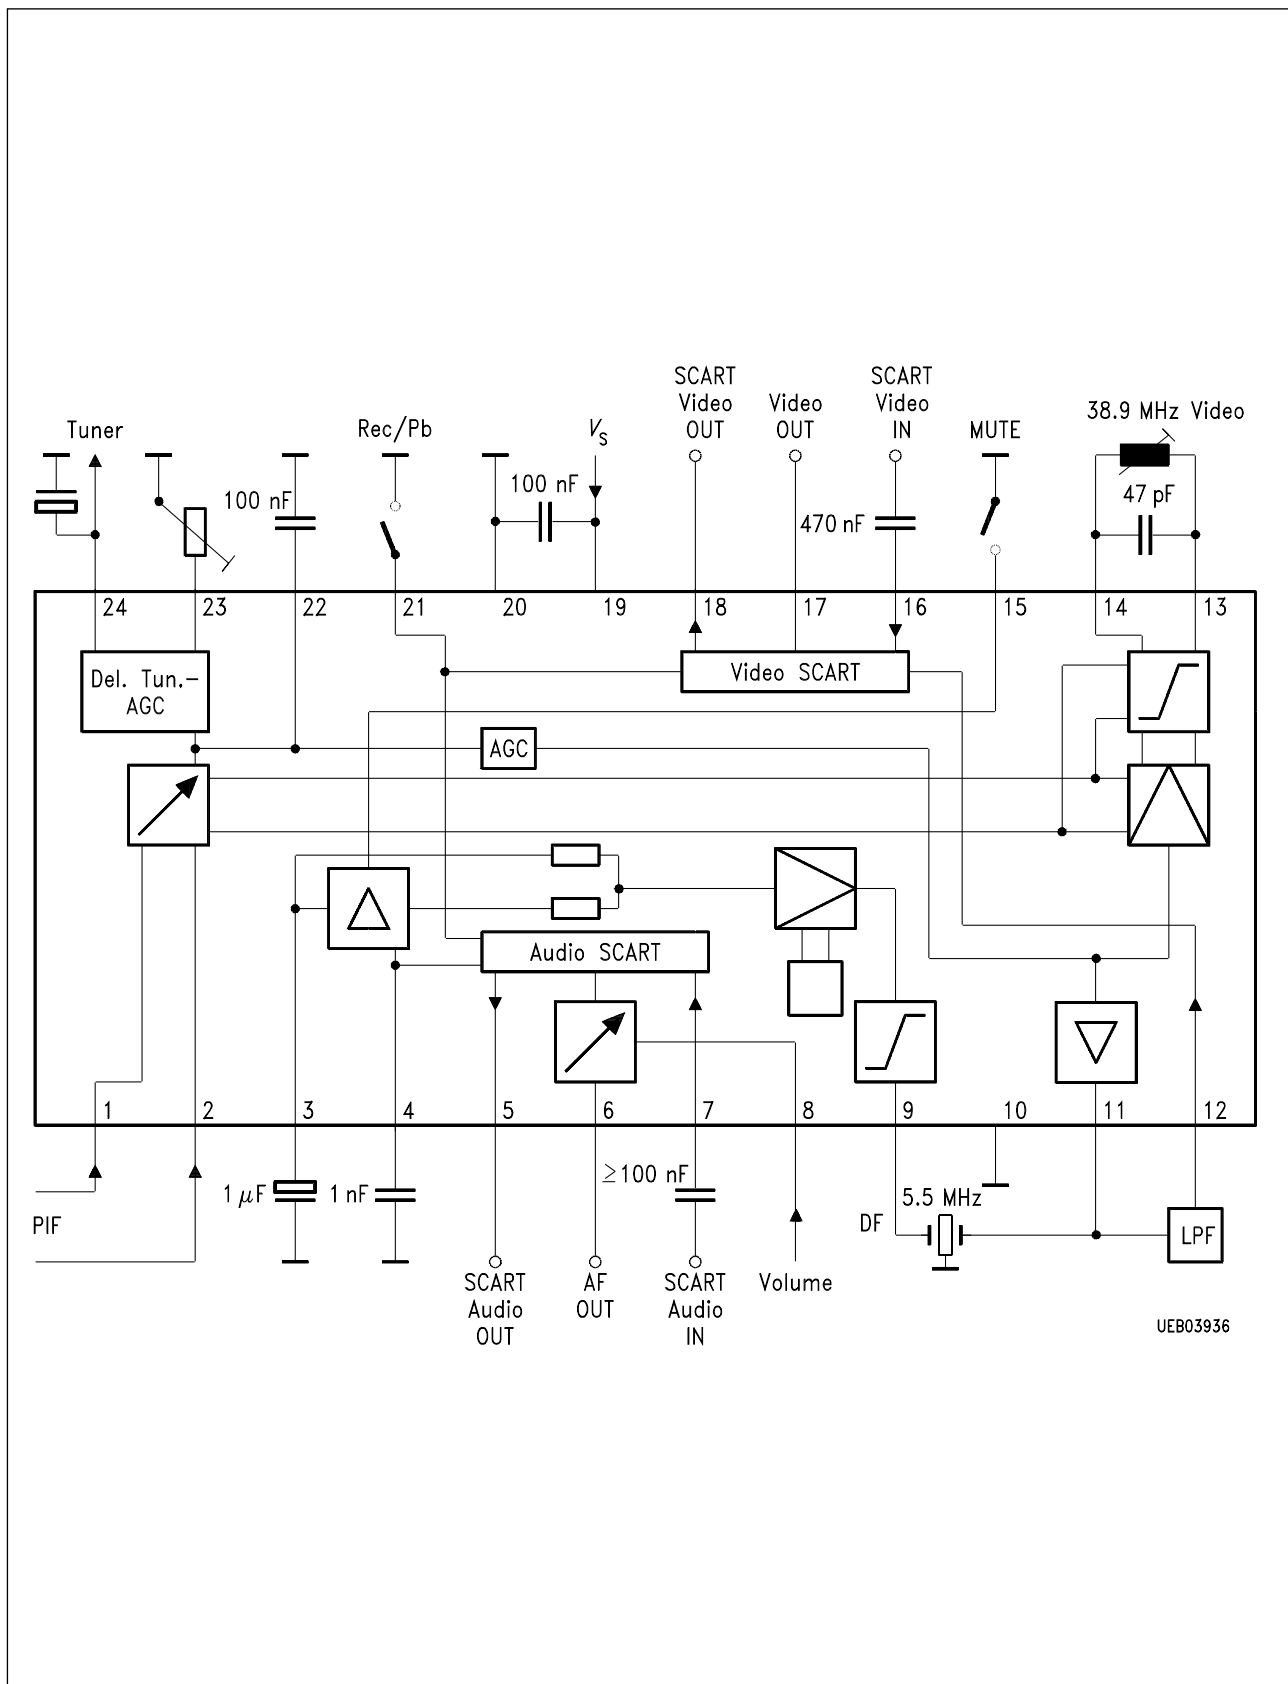 SCART
Video
OUT
Video
OUT
SCART
Video
IN
38.9 MHz Video
Tuner
Rec/Pb
V_S
MUTE
100 nF
100 nF
470 nF
47 pF
24
23
22
21
20
19
18
17
16
15
14
13
Del. Tun.-
AGC
Video SCART
AGC
Audio SCART
1
2
3
4
5
6
7
8
9
10
11
12
PIF
1 μF
1 nF
≥100 nF
DF
5.5 MHz
LPF
SCART
Audio
OUT
AF
OUT
SCART
Audio
IN
Volume
UEB03936